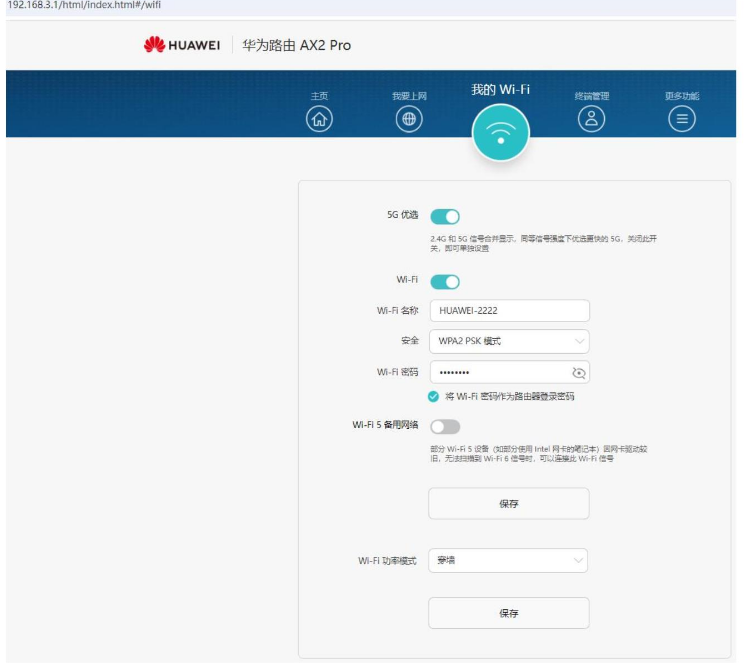 192.168.3.1/html/index.html#/wifi
HUAWEI 华为路由 AX2 Pro
主页 我要上网 我的 Wi-Fi 终端管理 更多功能
5G 优选
2.4G 和 5G 信号合并显示，同等信号强度下优选更快的 5G，关闭此开
关，即可单独设置
Wi-Fi
Wi-Fi 名称 HUAWEI-2222
安全 WPA2 PSK 模式
Wi-Fi 密码 ••••••••
将 Wi-Fi 密码作为路由器登录密码
Wi-Fi 5 备用网络
部分 Wi-Fi 5 设备（如部分使用 Intel 网卡的笔记本）因网卡驱动较
旧，无法扫描到 Wi-Fi 6 信号时，可以连接此 Wi-Fi 信号
保存
Wi-Fi 功率模式 穿墙
保存